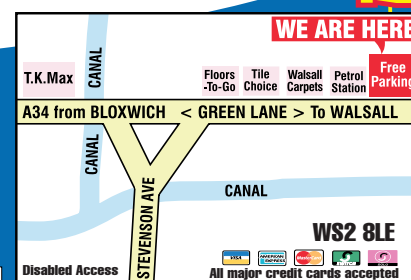 WE ARE HERE
T.K.Max
CANAL
Floors
-To-Go
Tile
Choice
Walsall
Carpets
Petrol
Station
Free
Parking
A34 from BLOXWICH < GREEN LANE > To WALSALL
CANAL
STEVENSON AVE
CANAL
WS2 8LE
VISA
AMERICAN EXPRESS
MasterCard
Disabled Access
All major credit cards accepted